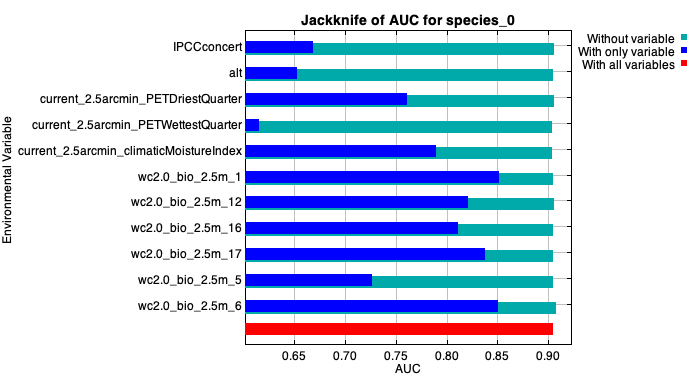 Jackknife of AUC for species_0
Without variable
With only variable
With all variables
Environmental Variable
IPCCconcert
alt
current_2.5arcmin_PETDriestQuarter
current_2.5arcmin_PETWettestQuarter
current_2.5arcmin_climaticMoistureIndex
wc2.0_bio_2.5m_1
wc2.0_bio_2.5m_12
wc2.0_bio_2.5m_16
wc2.0_bio_2.5m_17
wc2.0_bio_2.5m_5
wc2.0_bio_2.5m_6
0.65 0.70 0.75 0.80 0.85 0.90
AUC